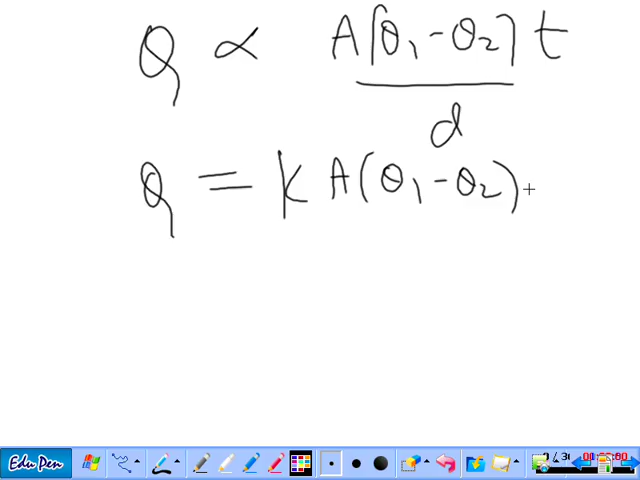 Q ∝ A(θ₁ - θ₂) t / d
Q = K A(θ₁ - θ₂)
Edu Pen